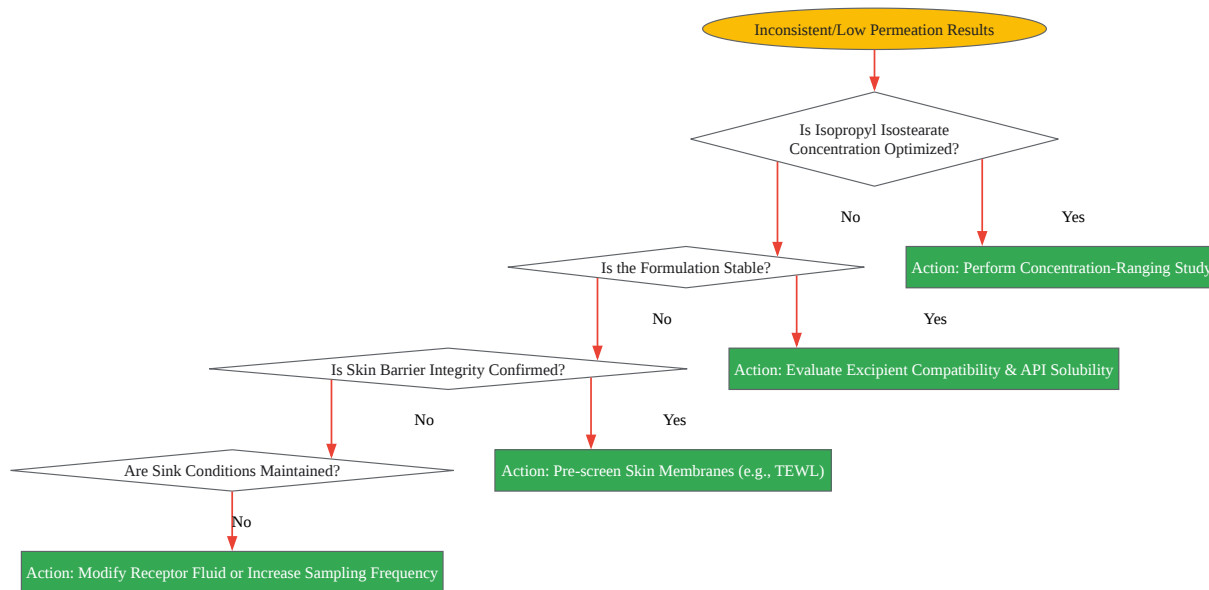 Inconsistent/Low Permeation Results
Is Isopropyl Isostearate
Concentration Optimized?
No
Yes
Is the Formulation Stable?
Action: Perform Concentration-Ranging Study
No
Yes
Is Skin Barrier Integrity Confirmed?
Action: Evaluate Excipient Compatibility & API Solubility
No
Yes
Are Sink Conditions Maintained?
Action: Pre-screen Skin Membranes (e.g., TEWL)
No
Action: Modify Receptor Fluid or Increase Sampling Frequency